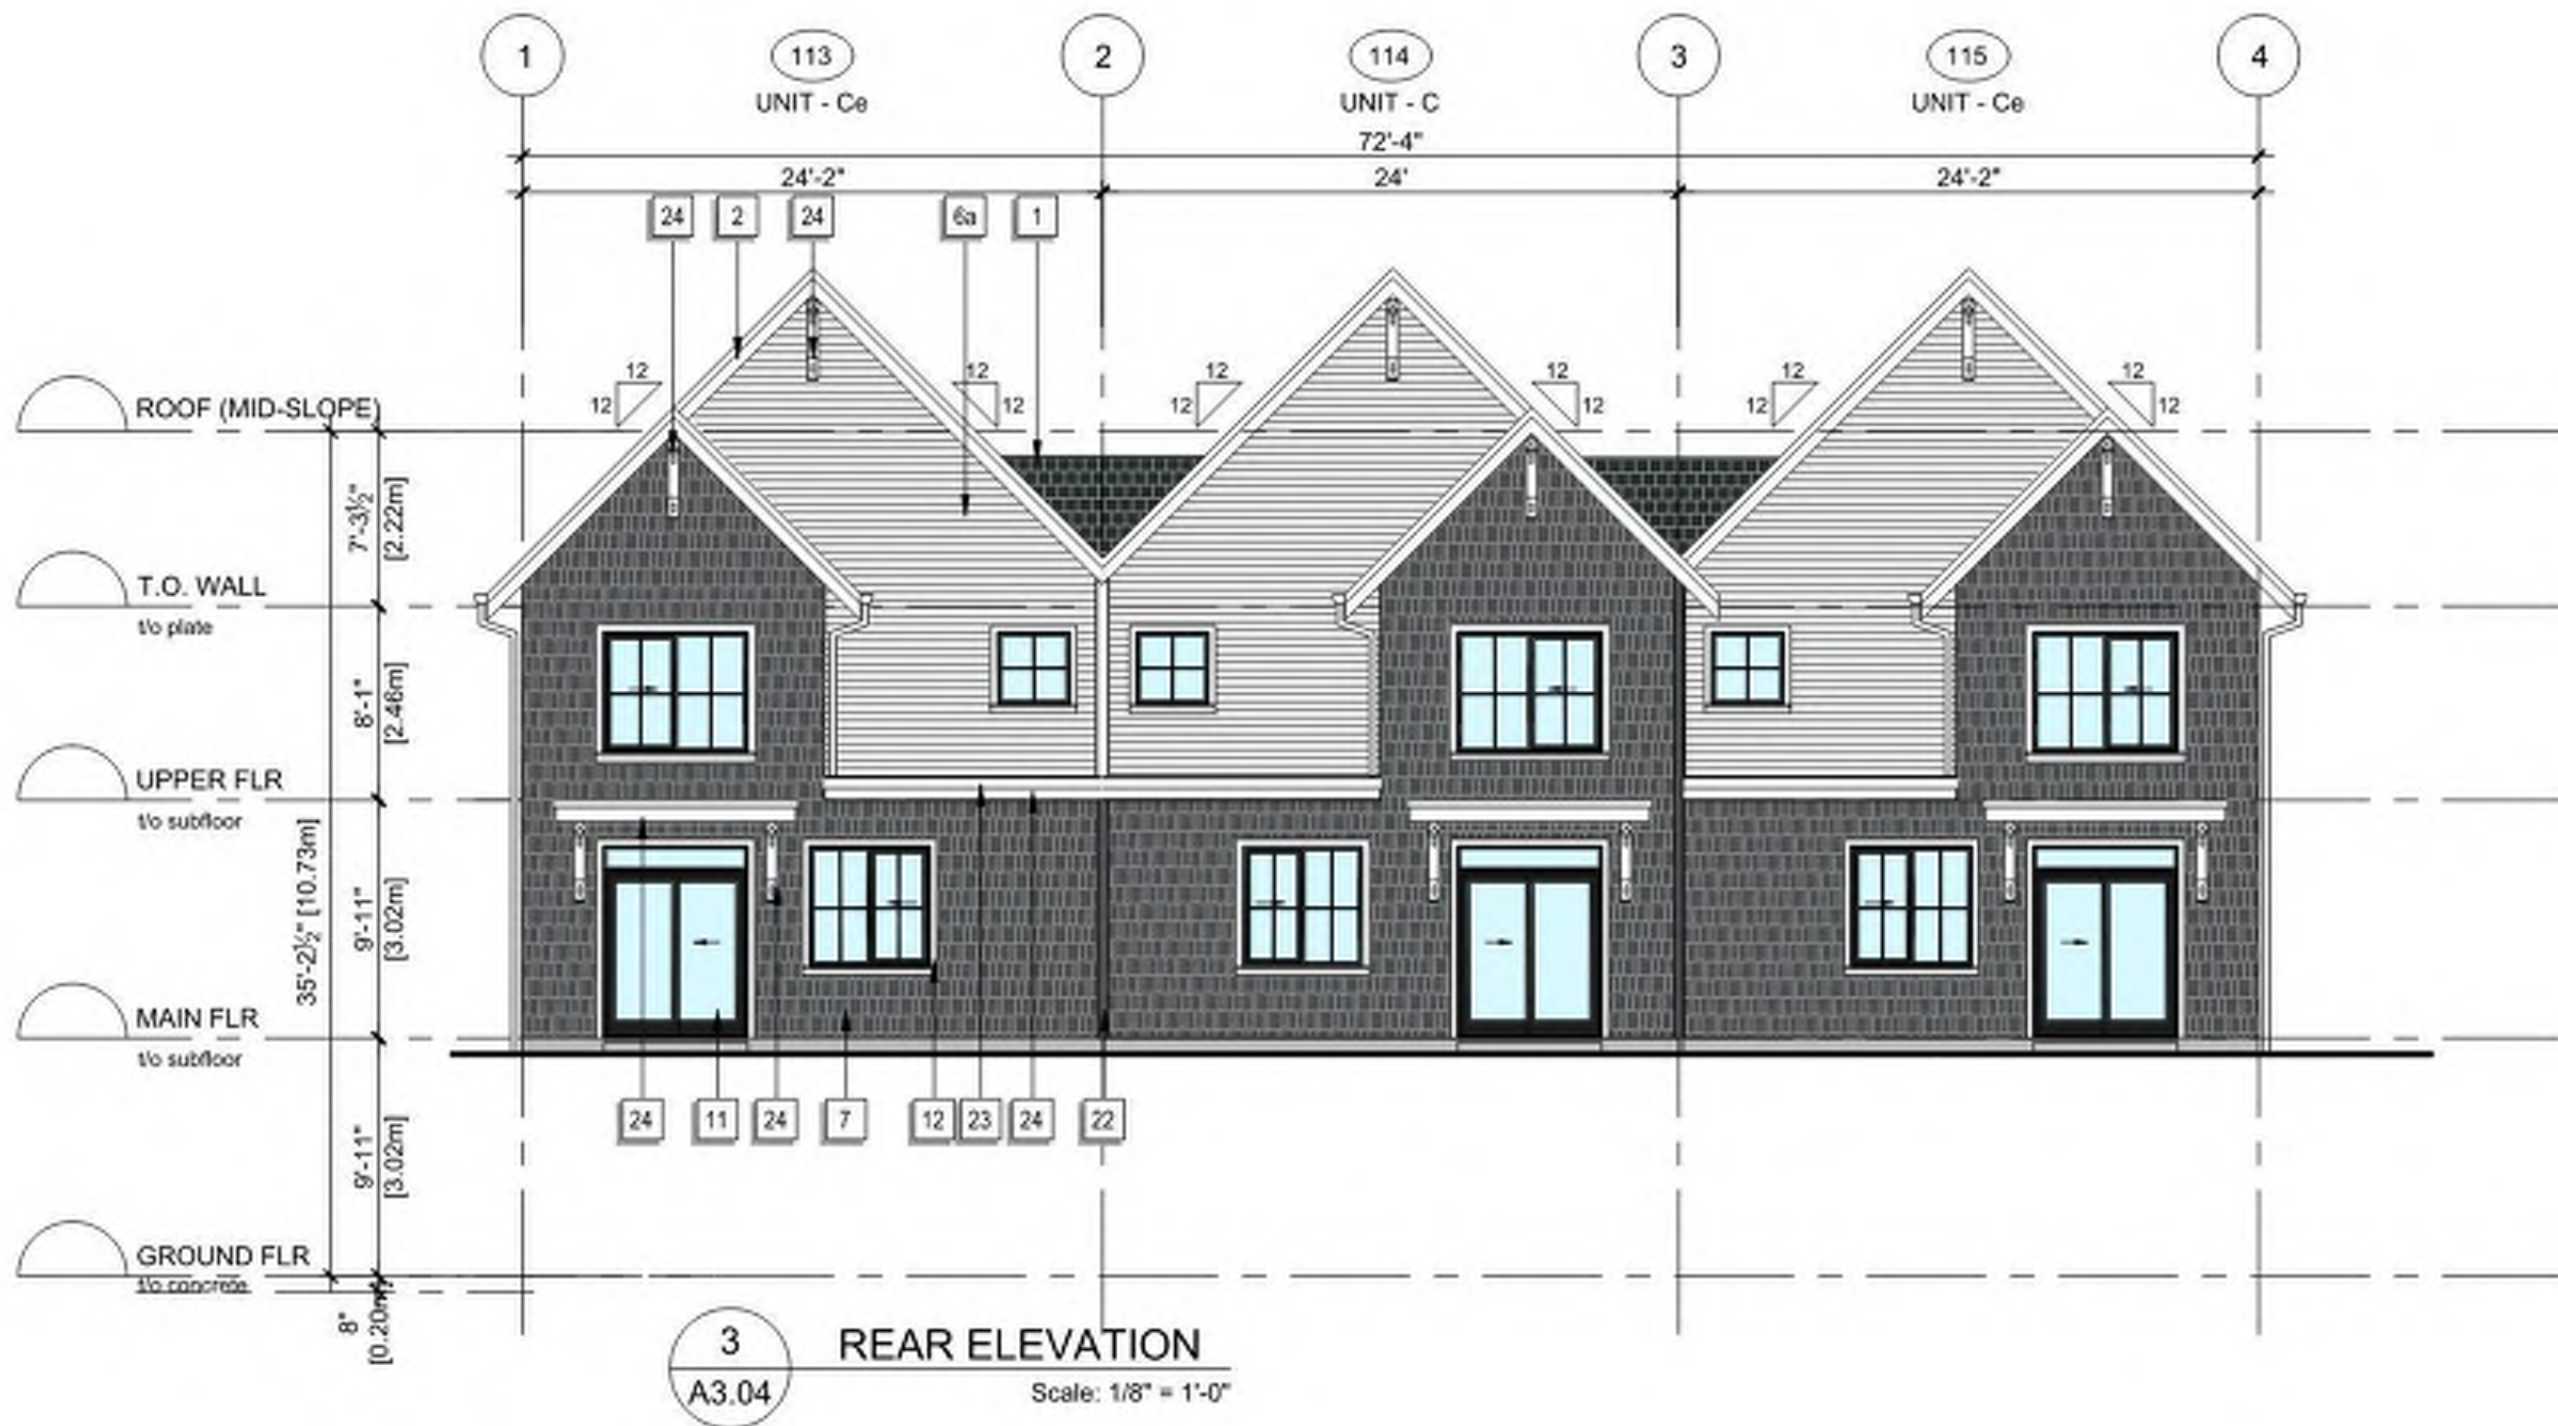 1
113
2
114
3
115
4
UNIT - Ce
UNIT - C
UNIT - Ce
72'-4"
24'-2"
24'
24'-2"
24
2
24
6a
1
12
12
12
12
12
12
12
12
12
12
12
12
ROOF (MID-SLOPE)
7'-3½"
[2.22m]
T.O. WALL
t/o plate
8'-1"
[2.46m]
UPPER FLR
t/o subfloor
35'-2½" [10.73m]
9'-11"
[3.02m]
MAIN FLR
t/o subfloor
24
11
24
7
12
23
24
22
9'-11"
[3.02m]
GROUND FLR
t/o concrete
8"
[0.20m]
3
A3.04
REAR ELEVATION
Scale: 1/8" = 1'-0"